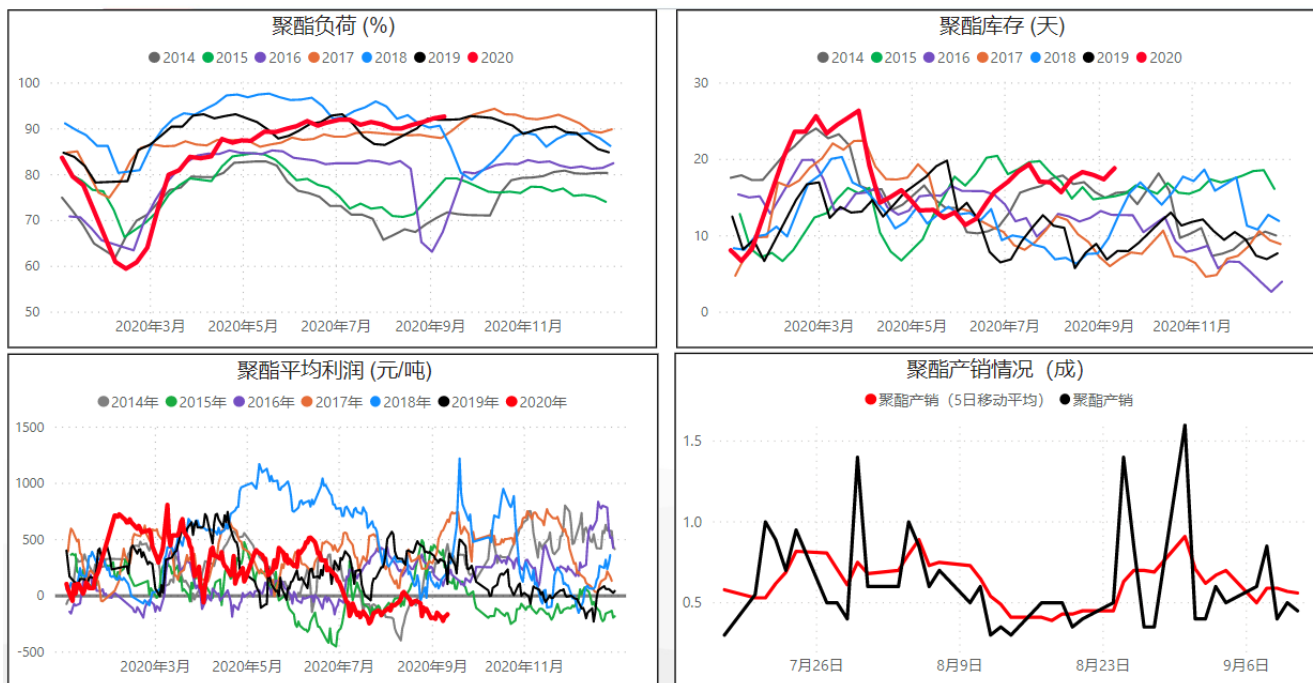 聚酯负荷 (%)
2014 2015 2016 2017 2018 2019 2020
100
90
80
70
60
50
2020年3月 2020年5月 2020年7月 2020年9月 2020年11月
聚酯库存 (天)
2014 2015 2016 2017 2018 2019 2020
30
20
10
0
2020年3月 2020年5月 2020年7月 2020年9月 2020年11月
聚酯平均利润 (元/吨)
2014年 2015年 2016年 2017年 2018年 2019年 2020年
1500
1000
500
0
-500
2020年3月 2020年5月 2020年7月 2020年9月 2020年11月
聚酯产销情况（成）
聚酯产销（5日移动平均） 聚酯产销
1.5
1.0
0.5
7月26日 8月9日 8月23日 9月6日